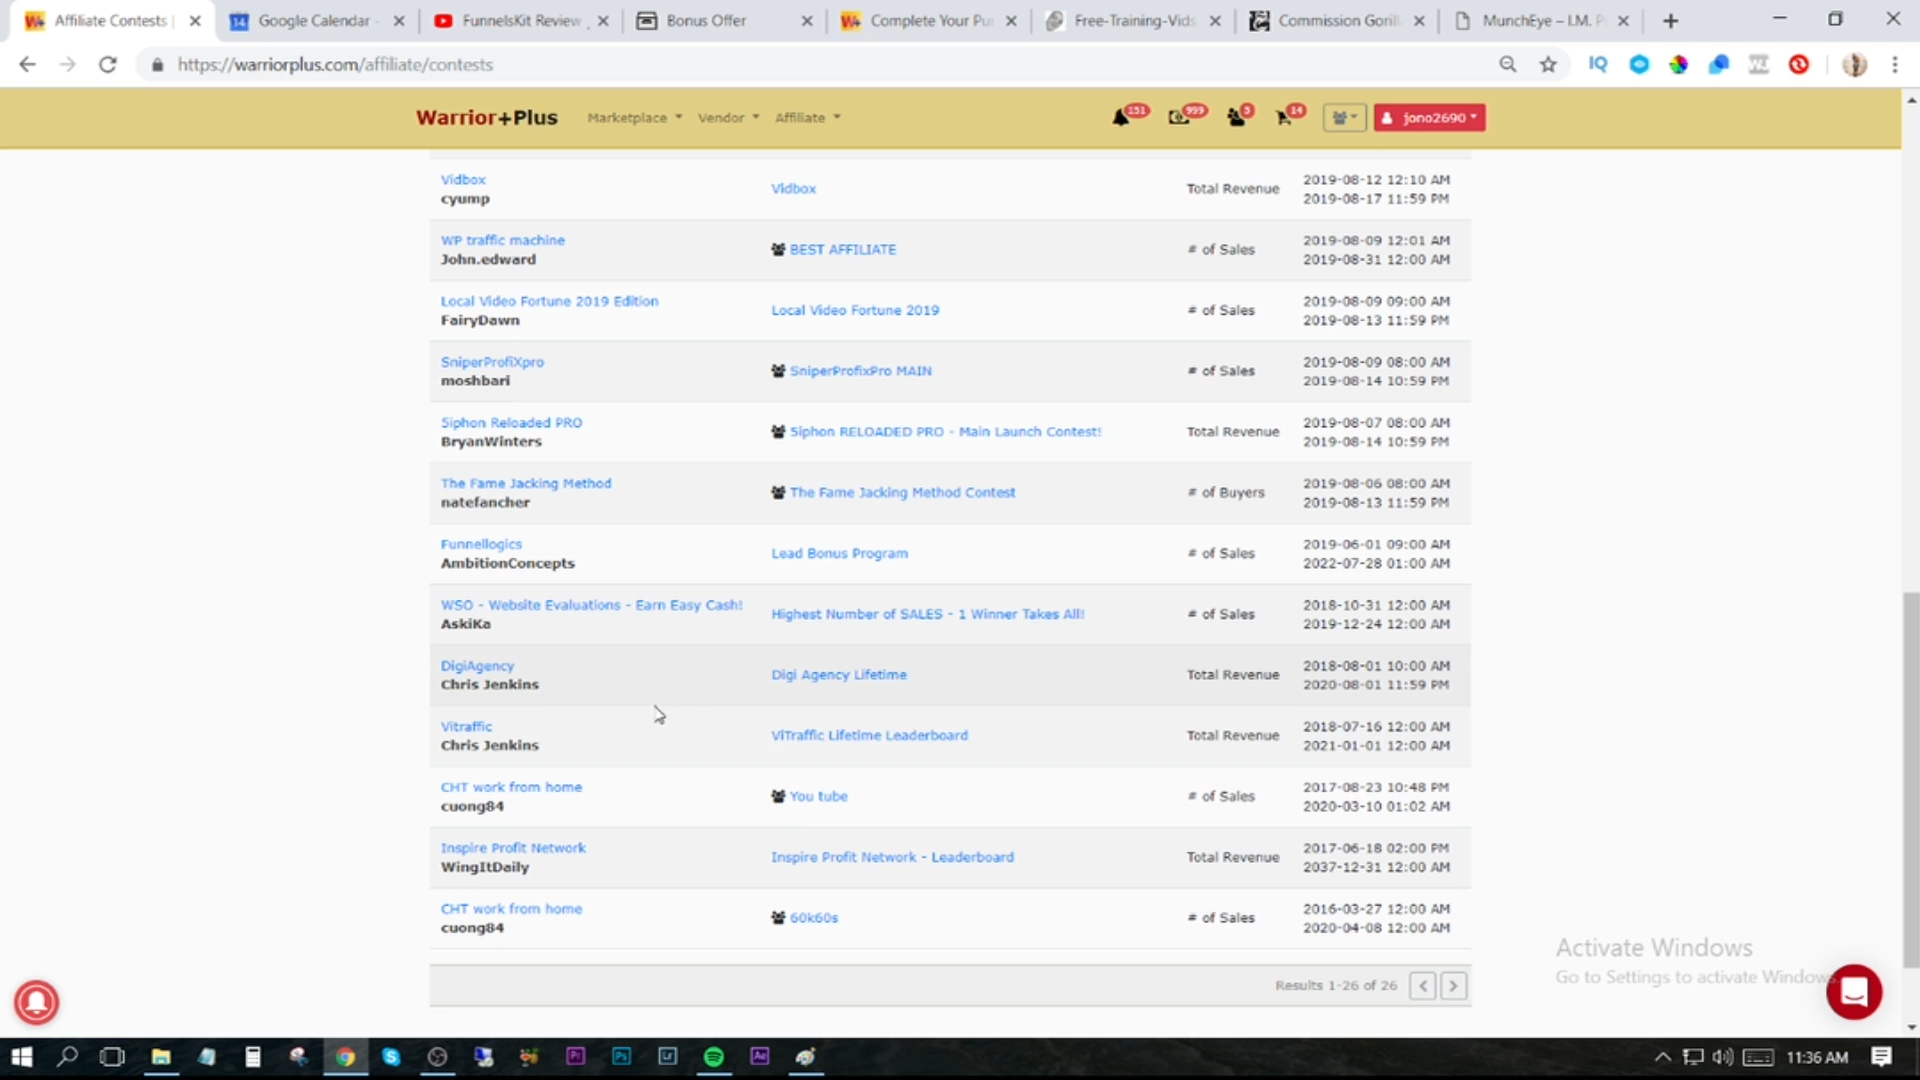 Affiliate Contests |
Google Calendar -
FunnelsKit Review
Bonus Offer
Complete Your Pur
Free-Training-Vids
Commission Gorill
MunchEye – I.M. P
https://warriorplus.com/affiliate/contests
Warrior+Plus
Marketplace
Vendor
Affiliate
151
999
5
14
jono2690
Vidbox
cyump
Vidbox
Total Revenue
2019-08-12 12:10 AM
2019-08-17 11:59 PM
WP traffic machine
John.edward
BEST AFFILIATE
# of Sales
2019-08-09 12:01 AM
2019-08-31 12:00 AM
Local Video Fortune 2019 Edition
FairyDawn
Local Video Fortune 2019
# of Sales
2019-08-09 09:00 AM
2019-08-13 11:59 PM
SniperProfiXpro
moshbari
SniperProfixPro MAIN
# of Sales
2019-08-09 08:00 AM
2019-08-14 10:59 PM
Siphon Reloaded PRO
BryanWinters
Siphon RELOADED PRO - Main Launch Contest!
Total Revenue
2019-08-07 08:00 AM
2019-08-14 10:59 PM
The Fame Jacking Method
natefancher
The Fame Jacking Method Contest
# of Buyers
2019-08-06 08:00 AM
2019-08-13 11:59 PM
Funnellogics
AmbitionConcepts
Lead Bonus Program
# of Sales
2019-06-01 09:00 AM
2022-07-28 01:00 AM
WSO - Website Evaluations - Earn Easy Cash!
AskiKa
Highest Number of SALES - 1 Winner Takes All!
# of Sales
2018-10-31 12:00 AM
2019-12-24 12:00 AM
DigiAgency
Chris Jenkins
Digi Agency Lifetime
Total Revenue
2018-08-01 10:00 AM
2020-08-01 11:59 PM
Vitraffic
Chris Jenkins
ViTraffic Lifetime Leaderboard
Total Revenue
2018-07-16 12:00 AM
2021-01-01 12:00 AM
CHT work from home
cuong84
You tube
# of Sales
2017-08-23 10:48 PM
2020-03-10 01:02 AM
Inspire Profit Network
WingItDaily
Inspire Profit Network - Leaderboard
Total Revenue
2017-06-18 02:00 PM
2037-12-31 12:00 AM
CHT work from home
cuong84
60k60s
# of Sales
2016-03-27 12:00 AM
2020-04-08 12:00 AM
Results 1-26 of 26
Activate Windows
Go to Settings to activate Windows
11:36 AM